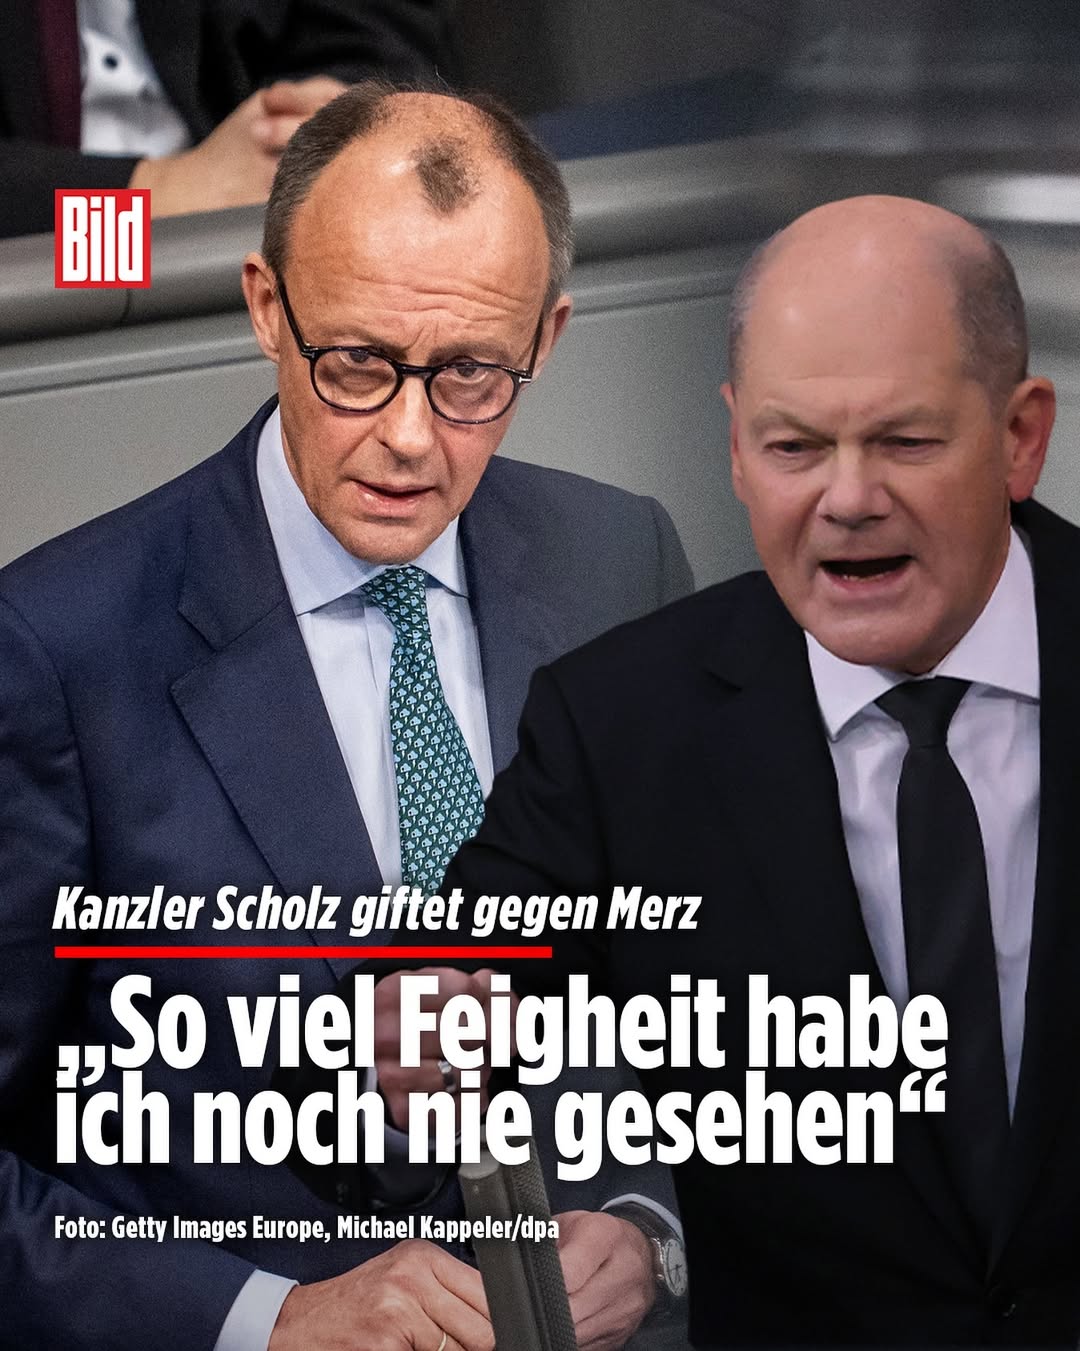 Bild
Kanzler Scholz giftet gegen Merz
„So viel Feigheit habe
ich noch nie gesehen“
Foto: Getty Images Europe, Michael Kappeler/dpa